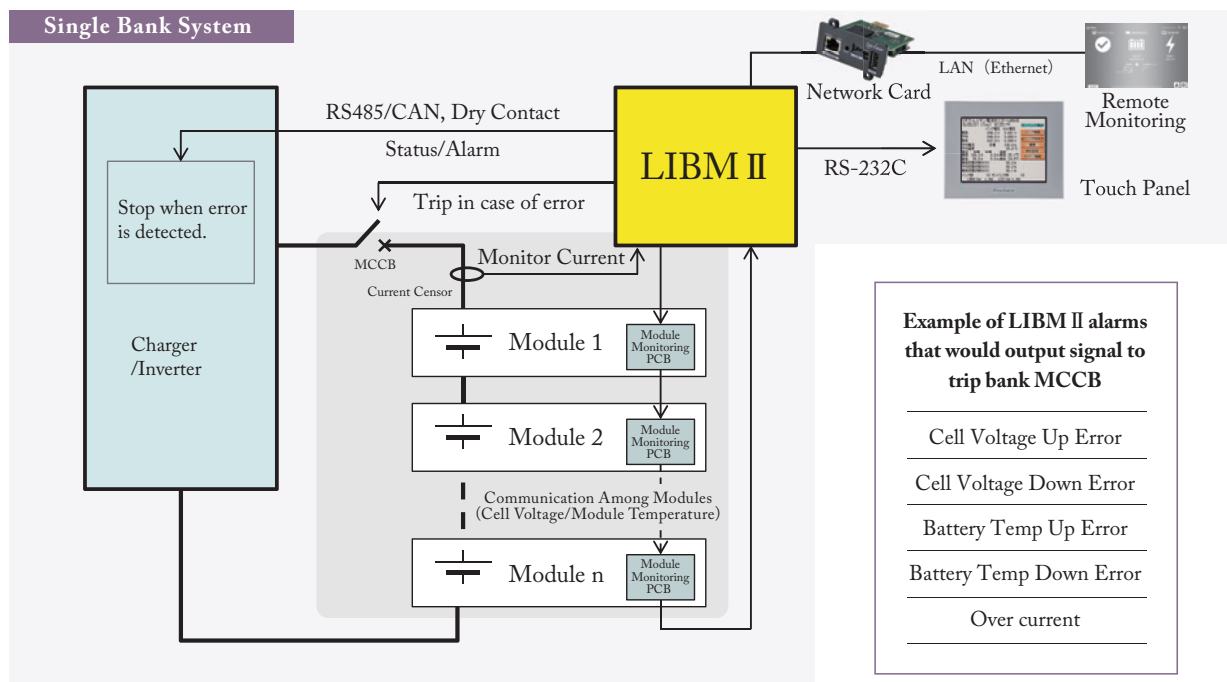 Single Bank System
RS485/CAN, Dry Contact
Status/Alarm
Trip in case of error
Stop when error
is detected.
Charger
/Inverter
LIBM Ⅱ
Network Card
LAN（Ethernet）
Remote
Monitoring
RS-232C
Touch Panel
MCCB
Monitor Current
Current Censor
Module 1
Module
Monitoring
PCB
Module 2
Module
Monitoring
PCB
Communication Among Modules
(Cell Voltage/Module Temperature)
Module n
Module
Monitoring
PCB
Example of LIBM Ⅱ alarms
that would output signal to
trip bank MCCB
Cell Voltage Up Error
Cell Voltage Down Error
Battery Temp Up Error
Battery Temp Down Error
Over current